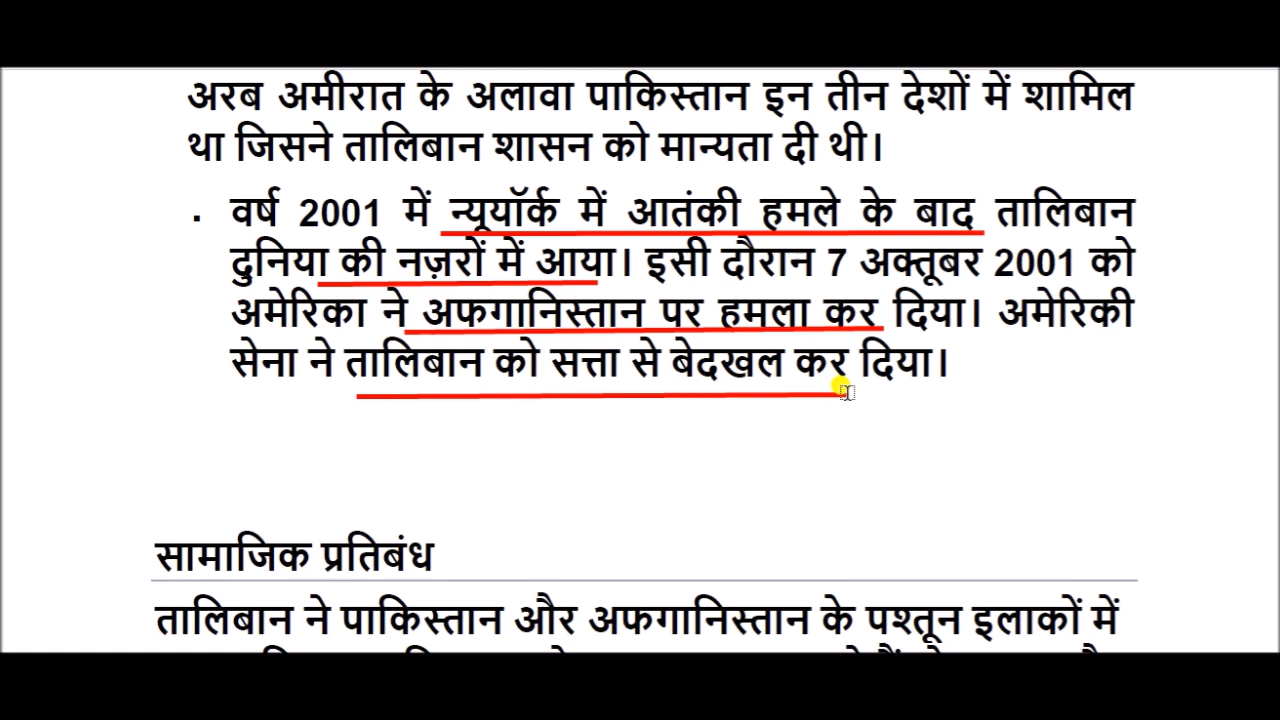 अरब अमीरात के अलावा पाकिस्तान इन तीन देशों में शामिल
था जिसने तालिबान शासन को मान्यता दी थी।
▪ वर्ष 2001 में न्यूयॉर्क में आतंकी हमले के बाद तालिबान
दुनिया की नज़रों में आया। इसी दौरान 7 अक्तूबर 2001 को
अमेरिका ने अफगानिस्तान पर हमला कर दिया। अमेरिकी
सेना ने तालिबान को सत्ता से बेदखल कर दिया।
सामाजिक प्रतिबंध
तालिबान ने पाकिस्तान और अफगानिस्तान के पश्तून इलाकों में